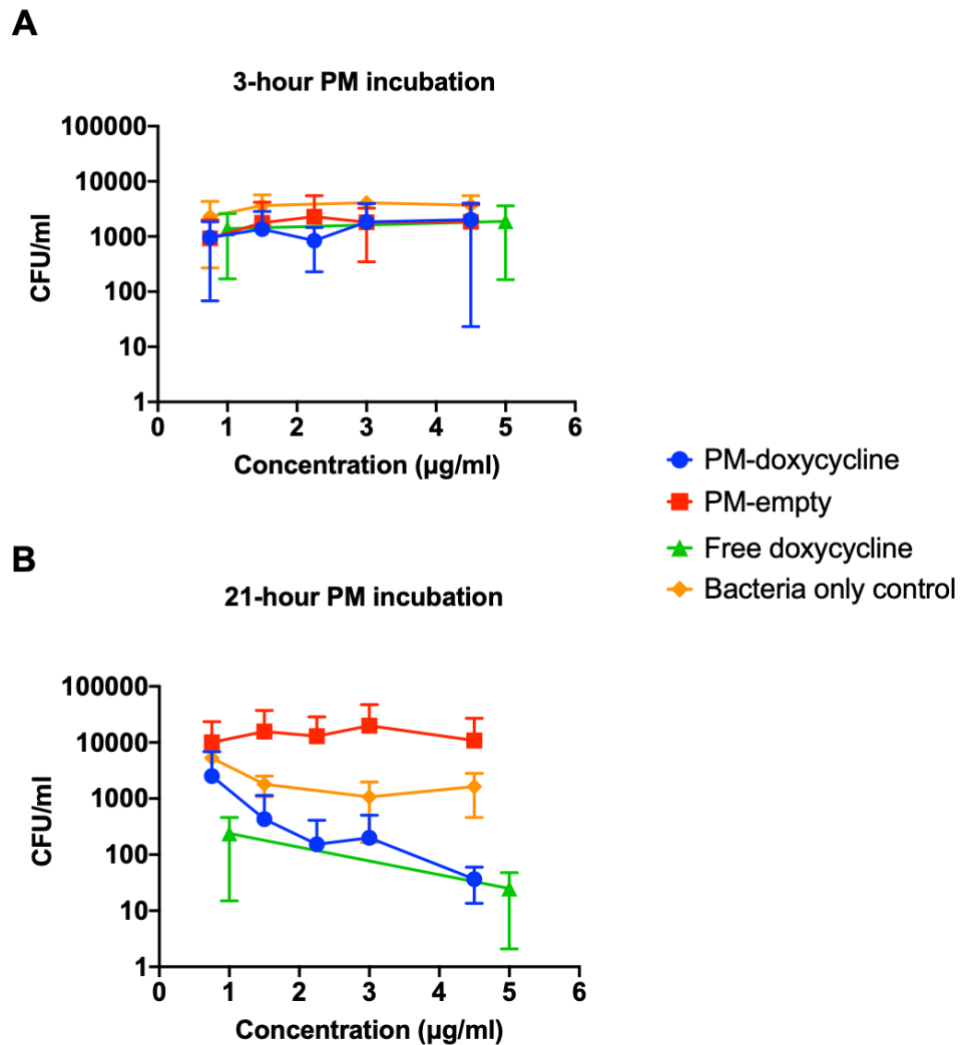 A
3-hour PM incubation
100000
10000
1000
100
10
1
CFU/ml
0 1 2 3 4 5 6
Concentration (µg/ml)
PM-doxycycline
PM-empty
Free doxycycline
Bacteria only control
B
21-hour PM incubation
100000
10000
1000
100
10
1
CFU/ml
0 1 2 3 4 5 6
Concentration (µg/ml)